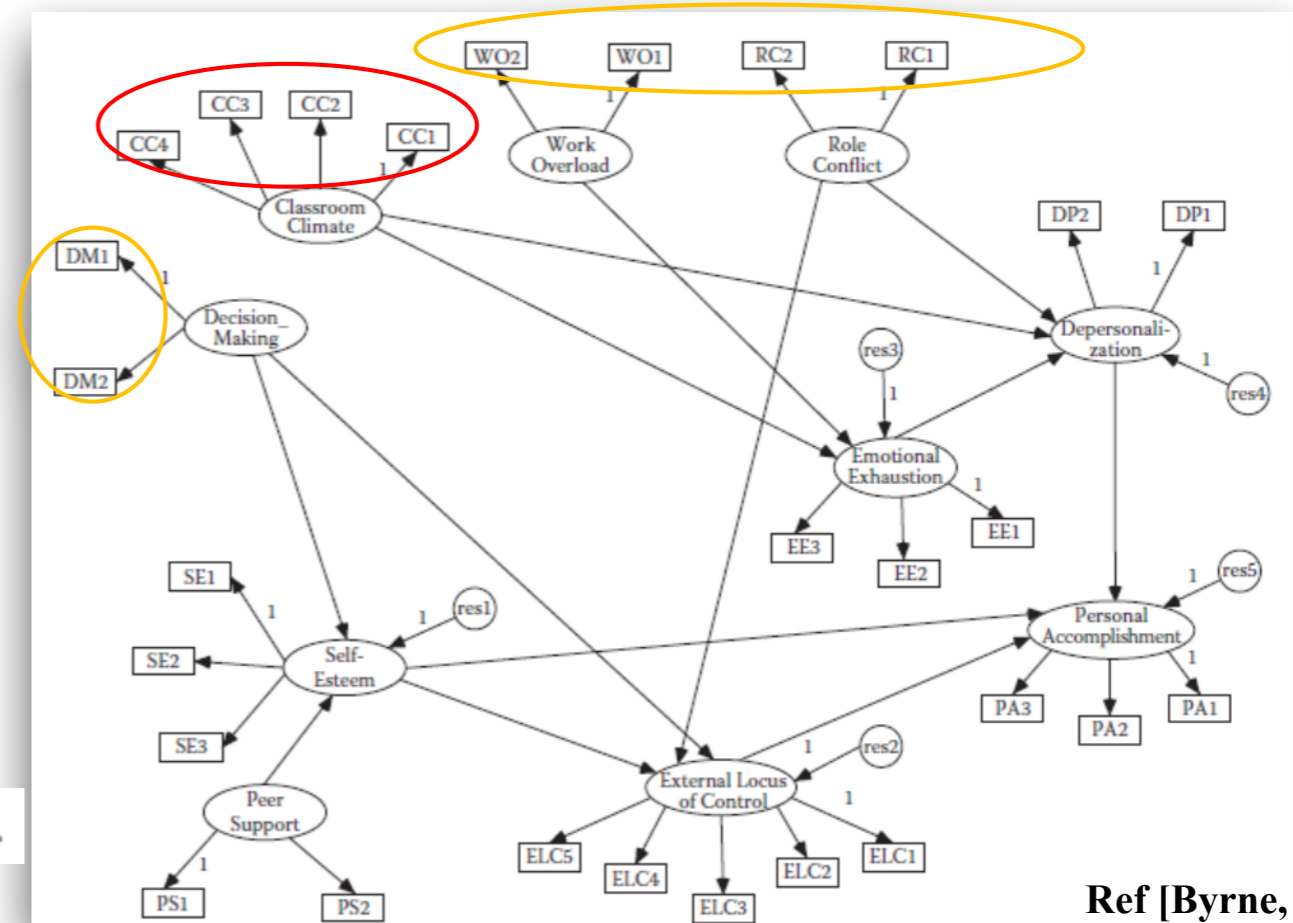 WO2
WO1
RC2
RC1
CC3
CC2
CC4
CC1
1
1
1
Work
Overload
Role
Conflict
Classroom
Climate
DP2
DP1
DM1
1
1
Decision_
Making
Depersonali-
zation
res3
1
1
res4
DM2
Emotional
Exhaustion
1
EE3
EE2
EE1
SE1
1
1
res1
1
res5
Personal
Accomplishment
SE2
Self-
Esteem
1
PA3
PA2
PA1
SE3
1
res2
External Locus
of Control
1
Peer
Support
1
ELC5
ELC4
ELC3
ELC2
ELC1
PS1
PS2
Ref [Byrne,